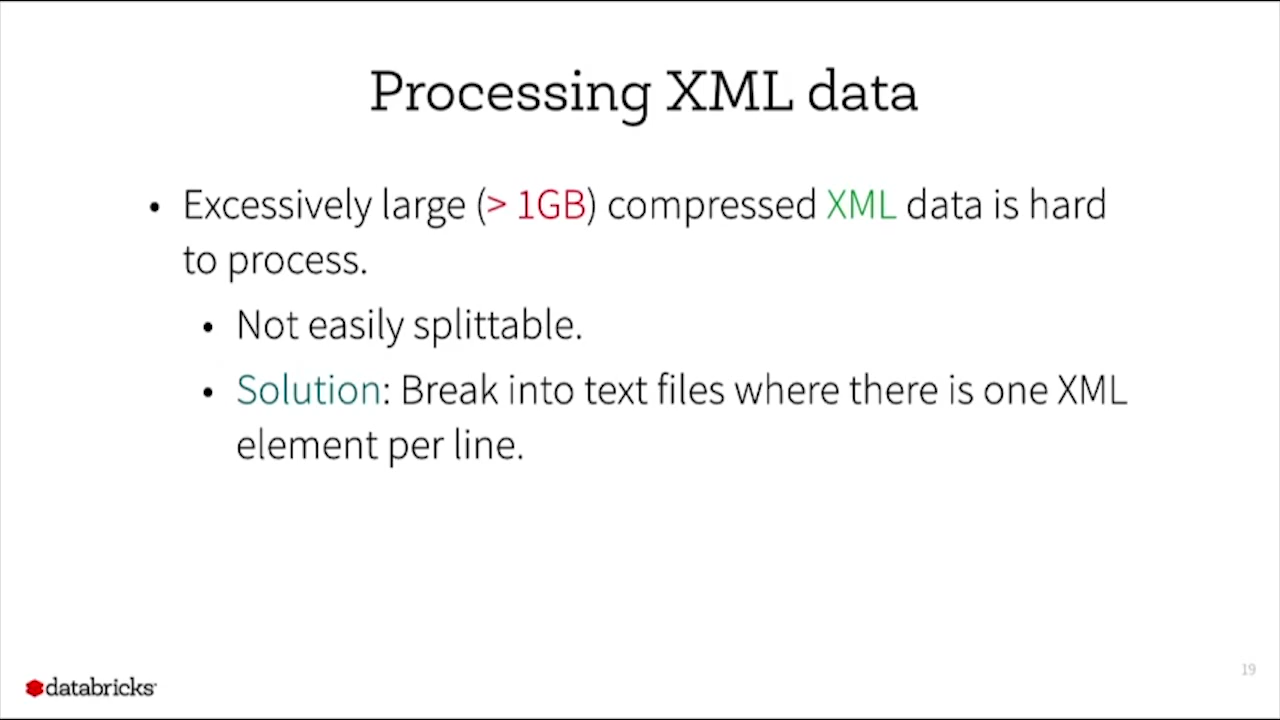 Processing XML data
• Excessively large (> 1GB) compressed XML data is hard
to process.
• Not easily splittable.
• Solution: Break into text files where there is one XML
element per line.
19
databricks